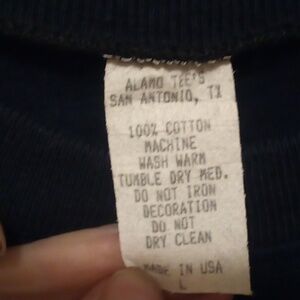 ALAMO TEE'S
SAN ANTONIO, TX
100% COTTON
MACHINE
WASH WARM
TUMBLE DRY MED.
DO NOT IRON
DECORATION
DO NOT
DRY CLEAN
MADE IN USA
L